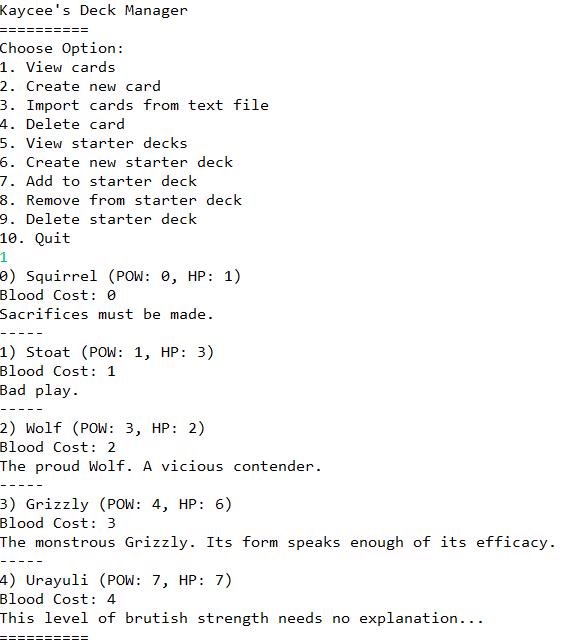 Kaycee's Deck Manager
==========
Choose Option:
1. View cards
2. Create new card
3. Import cards from text file
4. Delete card
5. View starter decks
6. Create new starter deck
7. Add to starter deck
8. Remove from starter deck
9. Delete starter deck
10. Quit
1
0) Squirrel (POW: 0, HP: 1)
Blood Cost: 0
Sacrifices must be made.
-----
1) Stoat (POW: 1, HP: 3)
Blood Cost: 1
Bad play.
-----
2) Wolf (POW: 3, HP: 2)
Blood Cost: 2
The proud Wolf. A vicious contender.
-----
3) Grizzly (POW: 4, HP: 6)
Blood Cost: 3
The monstrous Grizzly. Its form speaks enough of its efficacy.
-----
4) Urayuli (POW: 7, HP: 7)
Blood Cost: 4
This level of brutish strength needs no explanation...
==========